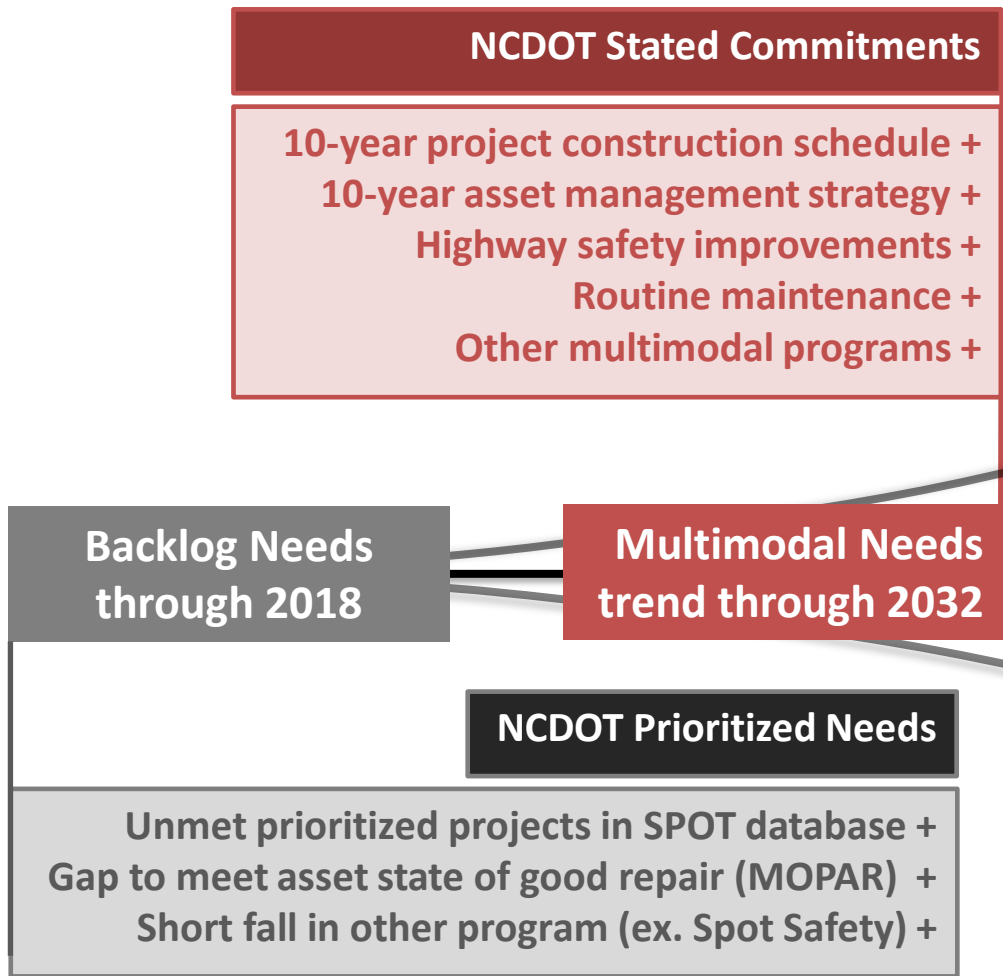 NCDOT Stated Commitments
10-year project construction schedule +
10-year asset management strategy +
Highway safety improvements +
Routine maintenance +
Other multimodal programs +
Backlog Needs
through 2018
Multimodal Needs
trend through 2032
NCDOT Prioritized Needs
Unmet prioritized projects in SPOT database +
Gap to meet asset state of good repair (MOPAR) +
Short fall in other program (ex. Spot Safety) +